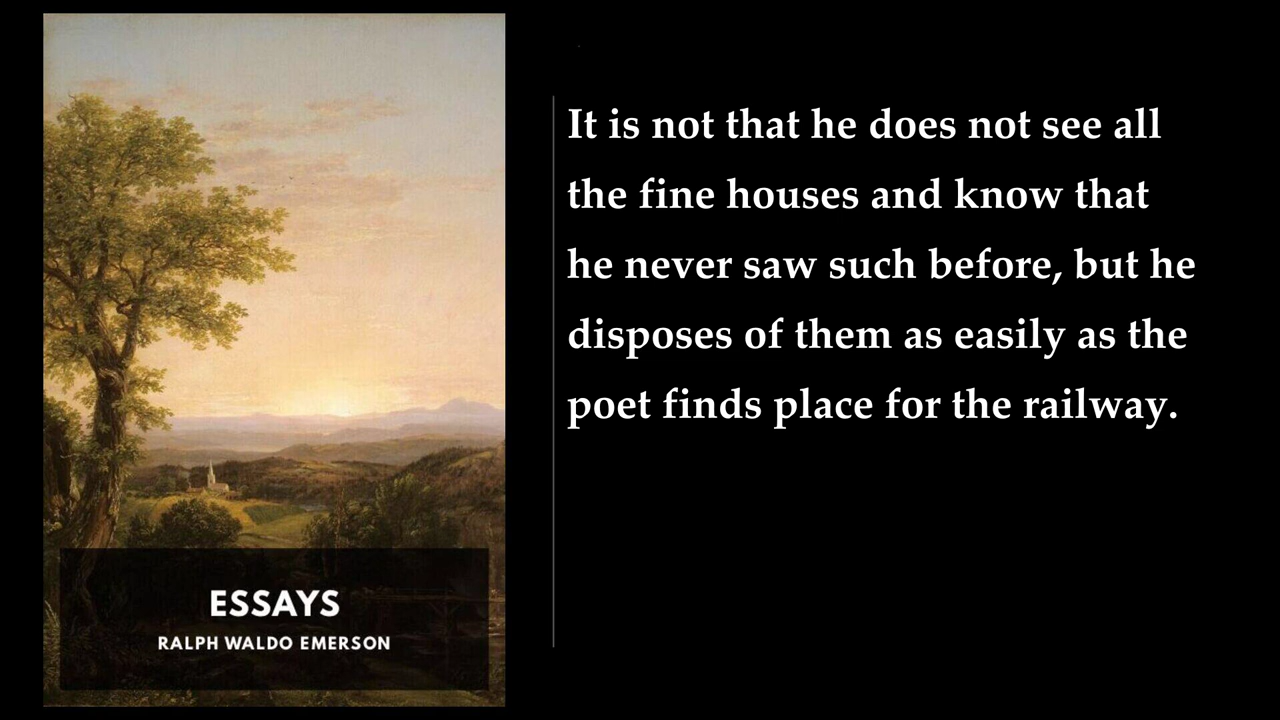 ESSAYS
RALPH WALDO EMERSON
It is not that he does not see all
the fine houses and know that
he never saw such before, but he
disposes of them as easily as the
poet finds place for the railway.